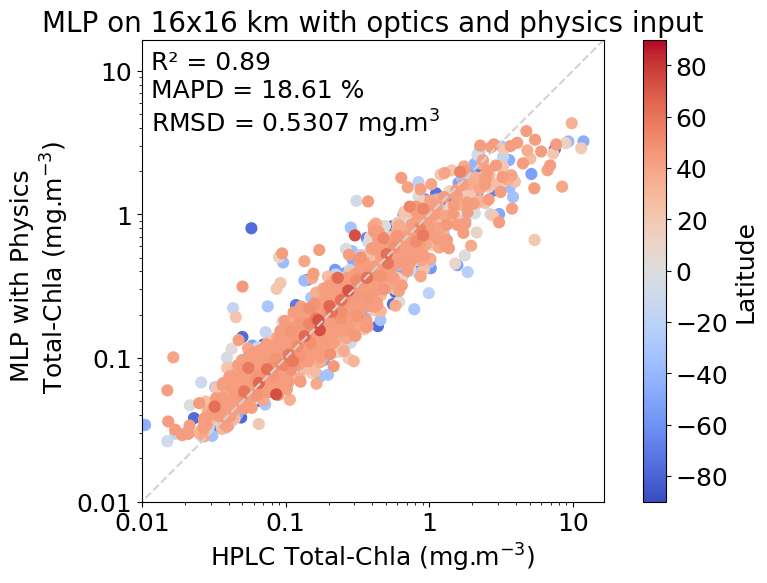 MLP on 16x16 km with optics and physics input
R² = 0.89
MAPD = 18.61 %
RMSD = 0.5307 mg.m³
MLP with Physics
Total-Chla (mg.m⁻³)
10
1
0.1
0.01
0.01 0.1 1 10
HPLC Total-Chla (mg.m⁻³)
80
60
40
20
0
−20
−40
−60
−80
Latitude